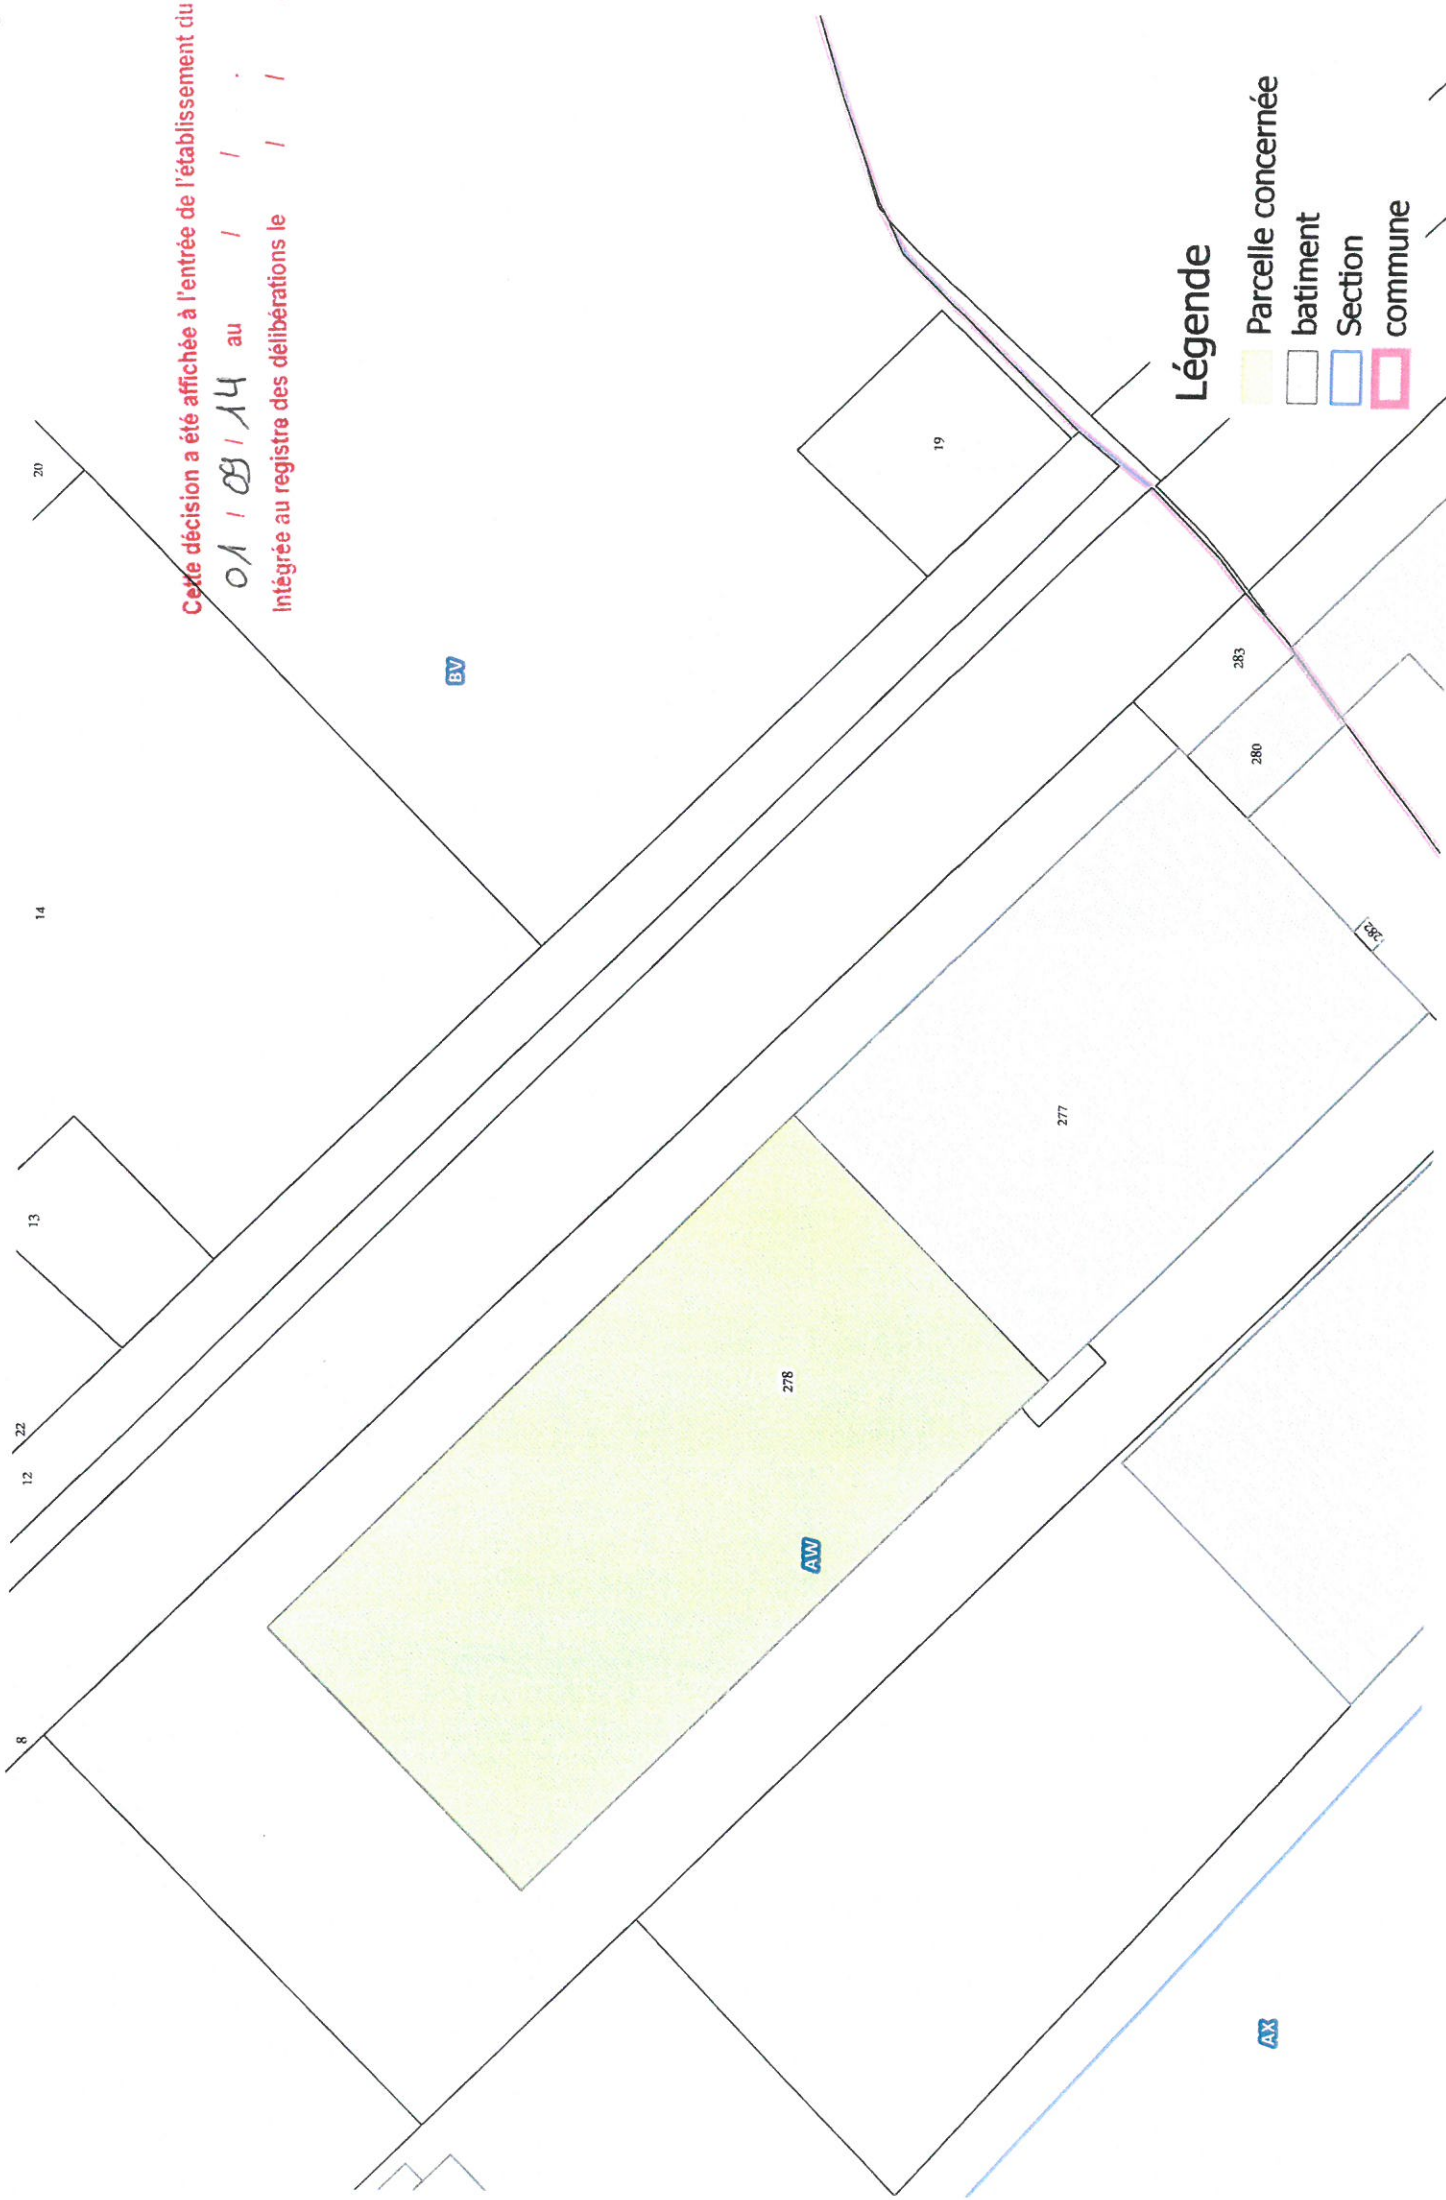 Cette décision a été affichée à l'entrée de l'établissement du
01 / 09 / 14 au / / .
Intégrée au registre des délibérations le / /
20
14
13
22
12
8
BV
19
283
280
282
277
278
AW
AX
Légende
Parcelle concernée
batiment
Section
commune